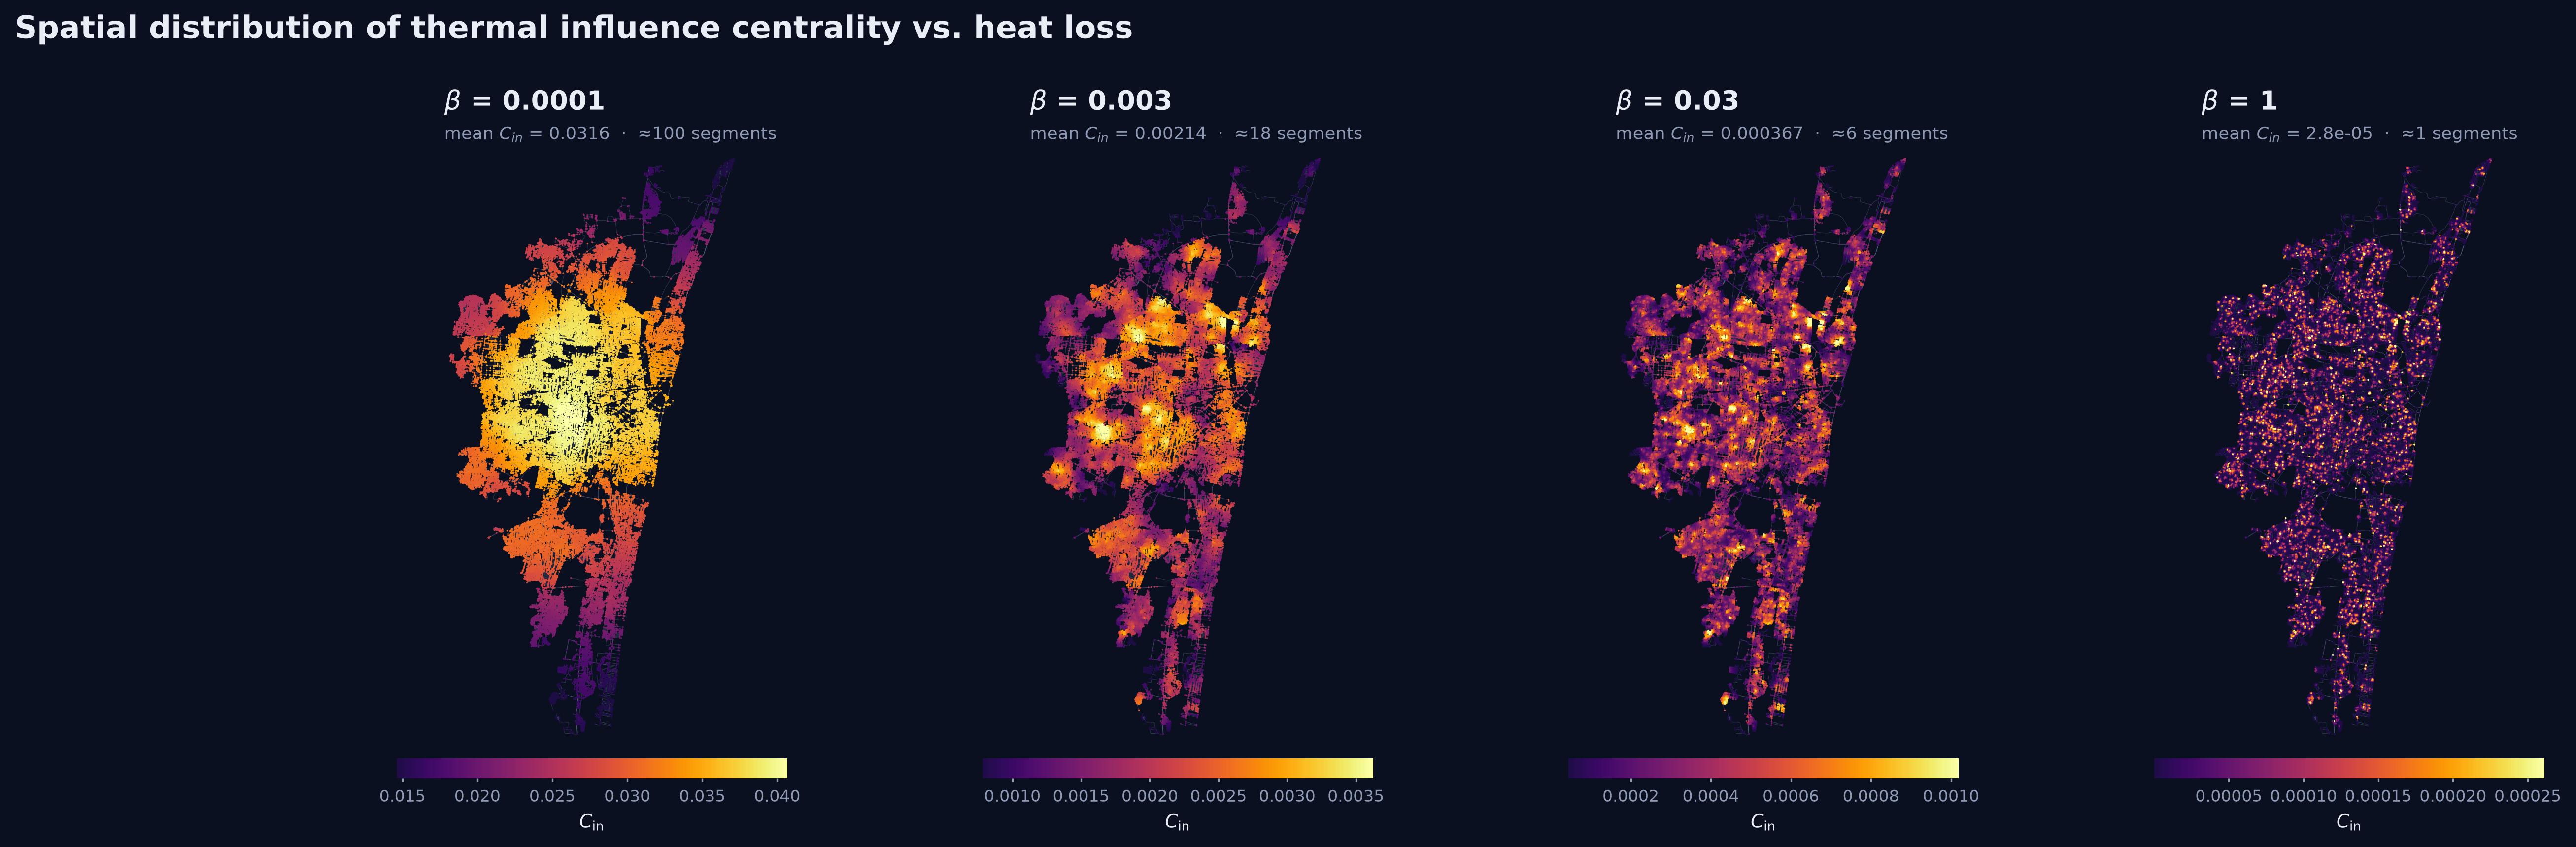 Spatial distribution of thermal influence centrality vs. heat loss
β = 0.0001
mean C_in = 0.0316 · ≈100 segments
β = 0.003
mean C_in = 0.00214 · ≈18 segments
β = 0.03
mean C_in = 0.000367 · ≈6 segments
β = 1
mean C_in = 2.8e-05 · ≈1 segments
0.015 0.020 0.025 0.030 0.035 0.040
C_in
0.0010 0.0015 0.0020 0.0025 0.0030 0.0035
C_in
0.0002 0.0004 0.0006 0.0008 0.0010
C_in
0.00005 0.00010 0.00015 0.00020 0.00025
C_in